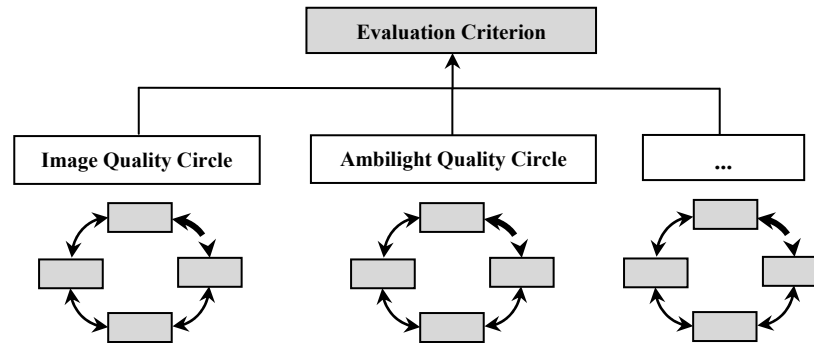 Evaluation Criterion
Image Quality Circle
Ambilight Quality Circle
...